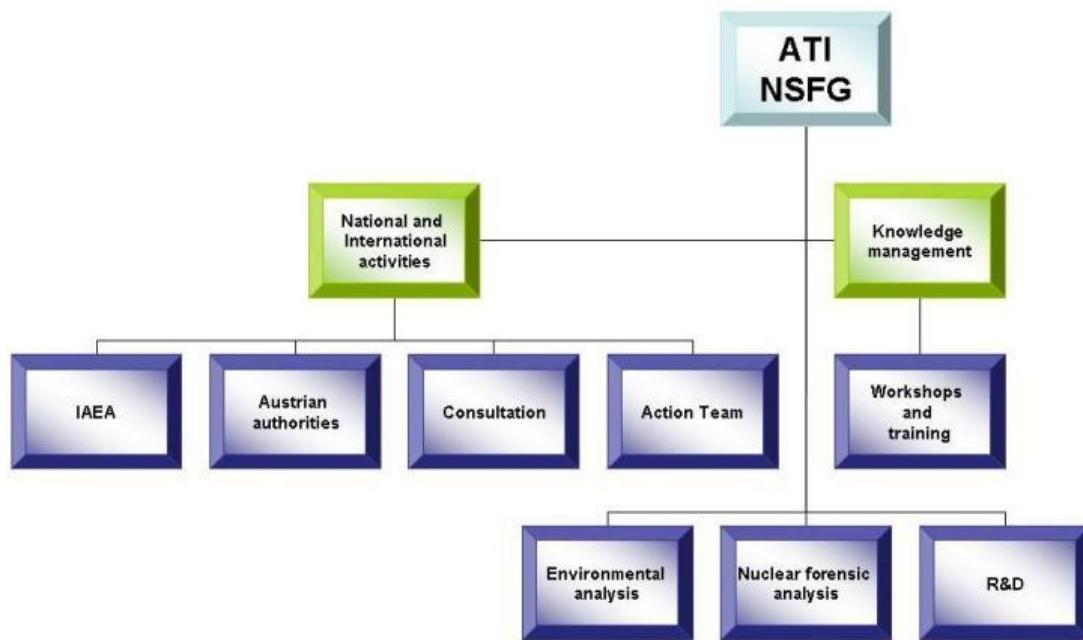 ATI
NSFG
National and
International
activities
Knowledge
management
IAEA
Austrian
authorities
Consultation
Action Team
Workshops
and
training
Environmental
analysis
Nuclear forensic
analysis
R&D